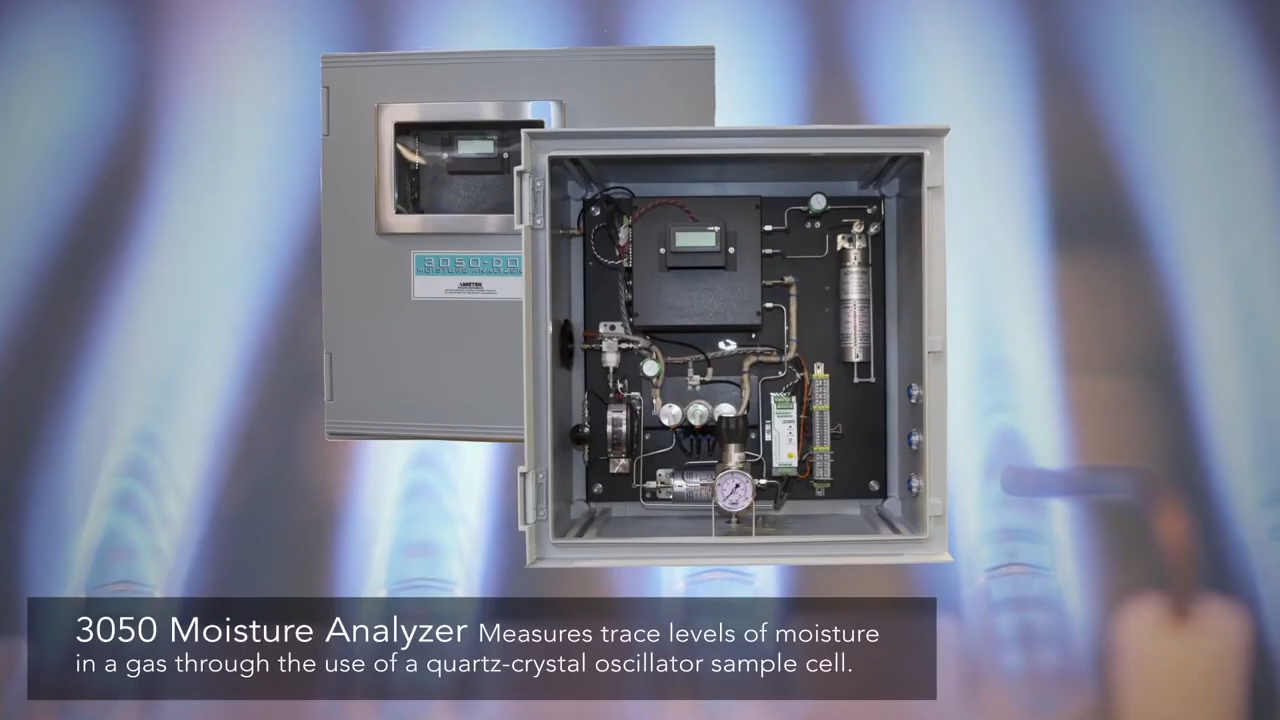 3050-DO
MOISTURE ANALYZER
AMETEK
3050 Moisture Analyzer Measures trace levels of moisture
in a gas through the use of a quartz-crystal oscillator sample cell.